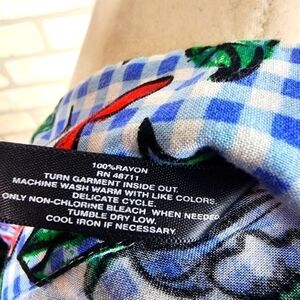 100%RAYON
RN 48711
TURN GARMENT INSIDE OUT.
MACHINE WASH WARM WITH LIKE COLORS
DELICATE CYCLE.
ONLY NON-CHLORINE BLEACH WHEN NEEDED
TUMBLE DRY LOW.
COOL IRON IF NECESSARY